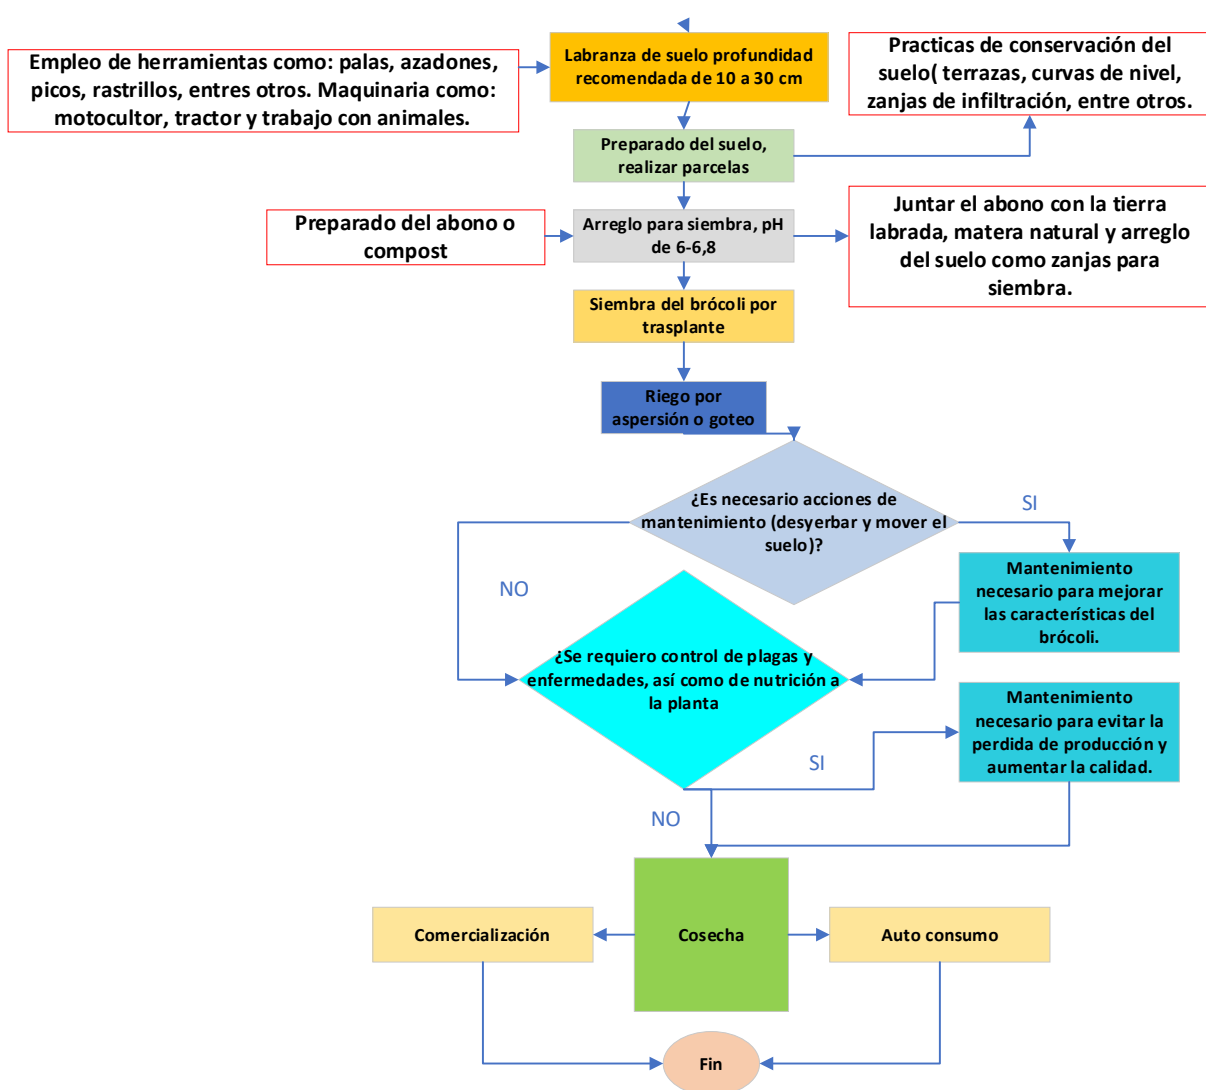 Empleo de herramientas como: palas, azadones,
picos, rastrillos, entres otros. Maquinaria como:
motocultor, tractor y trabajo con animales.
Labranza de suelo profundidad
recomendada de 10 a 30 cm
Practicas de conservación del
suelo( terrazas, curvas de nivel,
zanjas de infiltración, entre otros.
Preparado del suelo,
realizar parcelas
Preparado del abono o
compost
Arreglo para siembra, pH
de 6-6,8
Juntar el abono con la tierra
labrada, matera natural y arreglo
del suelo como zanjas para
siembra.
Siembra del brócoli por
trasplante
Riego por
aspersión o goteo
¿Es necesario acciones de
mantenimiento (desyerbar y mover el
suelo)?
SI
NO
Mantenimiento
necesario para mejorar
las características del
brócoli.
¿Se requiero control de plagas y
enfermedades, así como de nutrición a
la planta
Mantenimiento
necesario para evitar la
perdida de producción y
aumentar la calidad.
SI
NO
Comercialización
Cosecha
Auto consumo
Fin